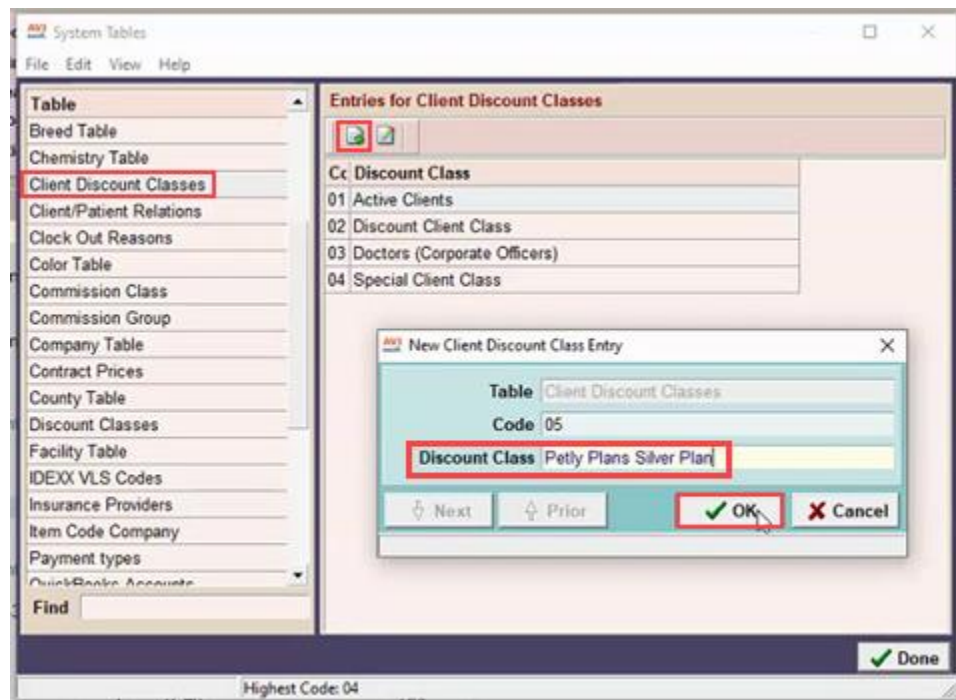 AVI System Tables
File Edit View Help
Table
Breed Table
Chemistry Table
Client Discount Classes
Client/Patient Relations
Clock Out Reasons
Color Table
Commission Class
Commission Group
Company Table
Contract Prices
County Table
Discount Classes
Facility Table
IDEXX VLS Codes
Insurance Providers
Item Code Company
Payment types
QuickBooks Accounts
Find
Entries for Client Discount Classes
Cc Discount Class
01 Active Clients
02 Discount Client Class
03 Doctors (Corporate Officers)
04 Special Client Class
New Client Discount Class Entry
Table Client Discount Classes
Code 05
Discount Class Petly Plans Silver Plan
Next Prior OK Cancel
Done
Highest Code: 04